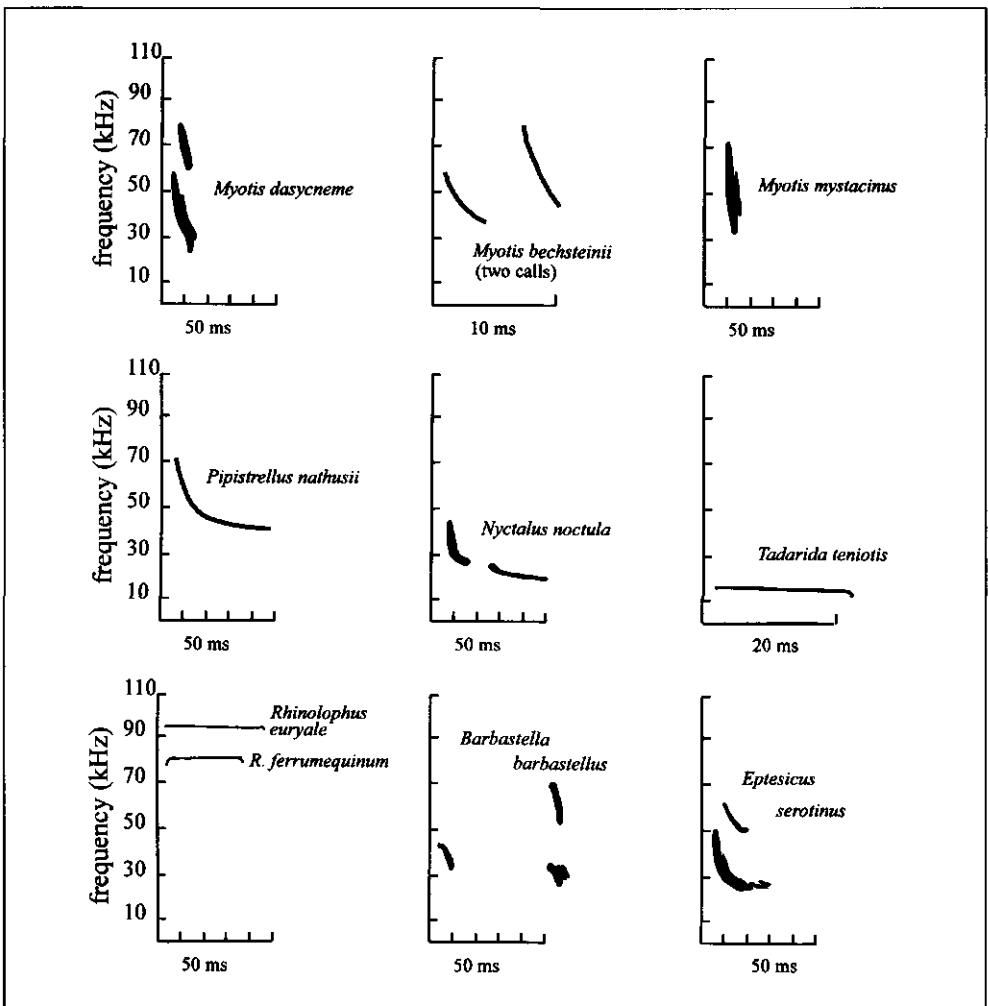 110
90
70
50
30
10
frequency (kHz)
Myotis dasycneme
50 ms
Myotis bechsteinii
(two calls)
10 ms
Myotis mystacinus
50 ms
110
90
70
50
30
10
frequency (kHz)
Pipistrellus nathusii
50 ms
Nyctalus noctula
50 ms
Tadarida teniotis
20 ms
110
90
70
50
30
10
frequency (kHz)
Rhinolophus
euryale
R. ferrumequinum
50 ms
Barbastella
barbastellus
50 ms
Eptesicus
serotinus
50 ms